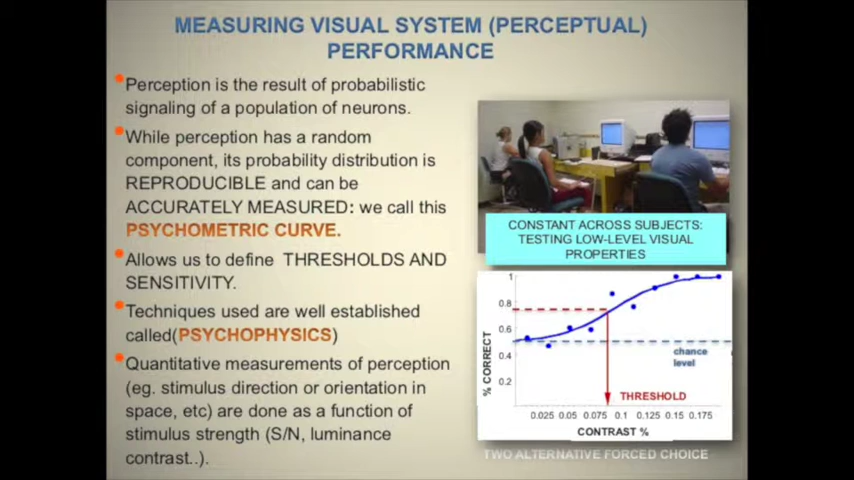 MEASURING VISUAL SYSTEM (PERCEPTUAL)
PERFORMANCE
Perception is the result of probabilistic
signaling of a population of neurons.
While perception has a random
component, its probability distribution is
REPRODUCIBLE and can be
ACCURATELY MEASURED: we call this
PSYCHOMETRIC CURVE.
Allows us to define THRESHOLDS AND
SENSITIVITY.
Techniques used are well established
called(PSYCHOPHYSICS)
Quantitative measurements of perception
(eg. stimulus direction or orientation in
space, etc) are done as a function of
stimulus strength (S/N, luminance
contrast..).
CONSTANT ACROSS SUBJECTS:
TESTING LOW-LEVEL VISUAL
PROPERTIES
1
0.8
0.6
0.4
0.2
% CORRECT
chance
level
THRESHOLD
0.025 0.05 0.075 0.1 0.125 0.15 0.175
CONTRAST %
TWO ALTERNATIVE FORCED CHOICE